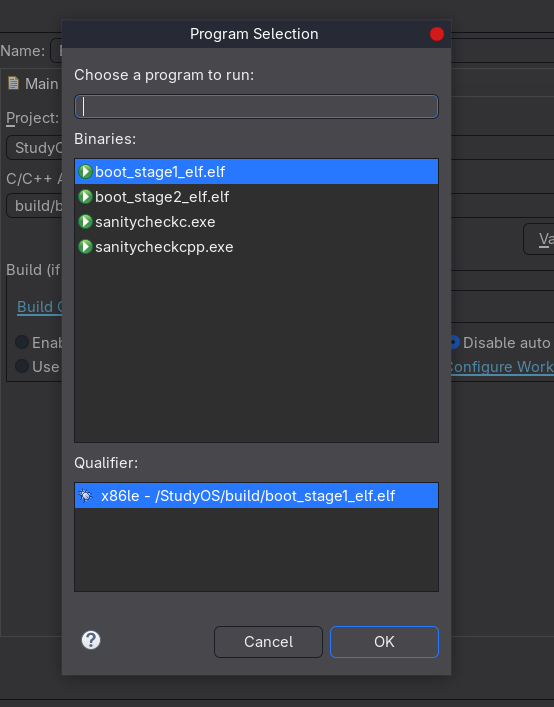 Program Selection
Name:
Choose a program to run:
Main
Binaries:
Project:
boot_stage1_elf.elf
StudyO
C/C++ A
boot_stage2_elf.elf
build/b
sanitycheckc.exe
Va
sanitycheckcpp.exe
Build (if
Build C
Enab
Disable auto
Use
Configure Work
Qualifier:
x86le - /StudyOS/build/boot_stage1_elf.elf
?
Cancel
OK